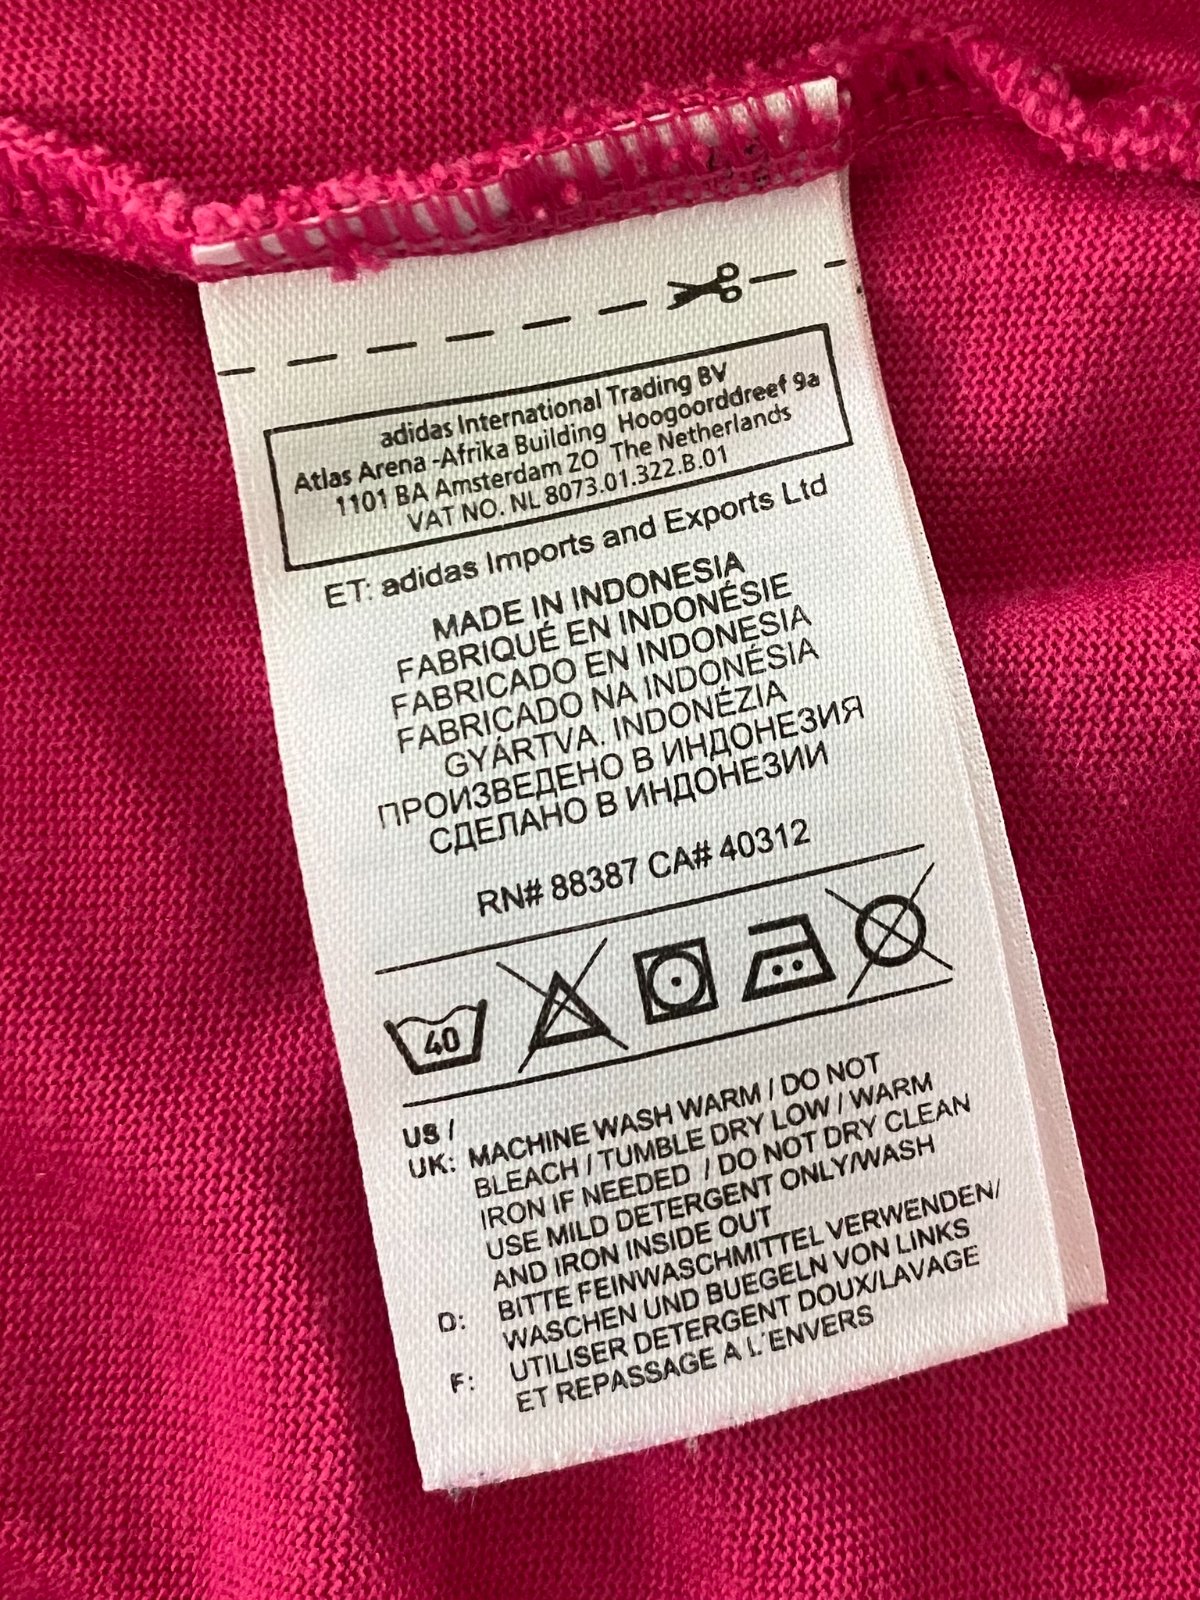 adidas International Trading BV
Atlas Arena -Afrika Building Hoogoorddreef 9a
1101 BA Amsterdam ZO The Netherlands
VAT NO. NL 8073.01.322.B.01
ET: adidas Imports and Exports Ltd
MADE IN INDONESIA
FABRIQUÉ EN INDONÉSIE
FABRICADO EN INDONESIA
FABRICADO NA INDONÉSIA
GYÁRTVA. INDONÉZIA
ПРОИЗВЕДЕНО В ИНДОНЕЗИЯ
СДЕЛАНО В ИНДОНЕЗИИ
RN# 88387 CA# 40312
40
US /
UK: MACHINE WASH WARM / DO NOT
BLEACH / TUMBLE DRY LOW / WARM
IRON IF NEEDED / DO NOT DRY CLEAN
USE MILD DETERGENT ONLY/WASH
AND IRON INSIDE OUT
D: BITTE FEINWASCHMITTEL VERWENDEN/
WASCHEN UND BUEGELN VON LINKS
F: UTILISER DETERGENT DOUX/LAVAGE
ET REPASSAGE A L'ENVERS